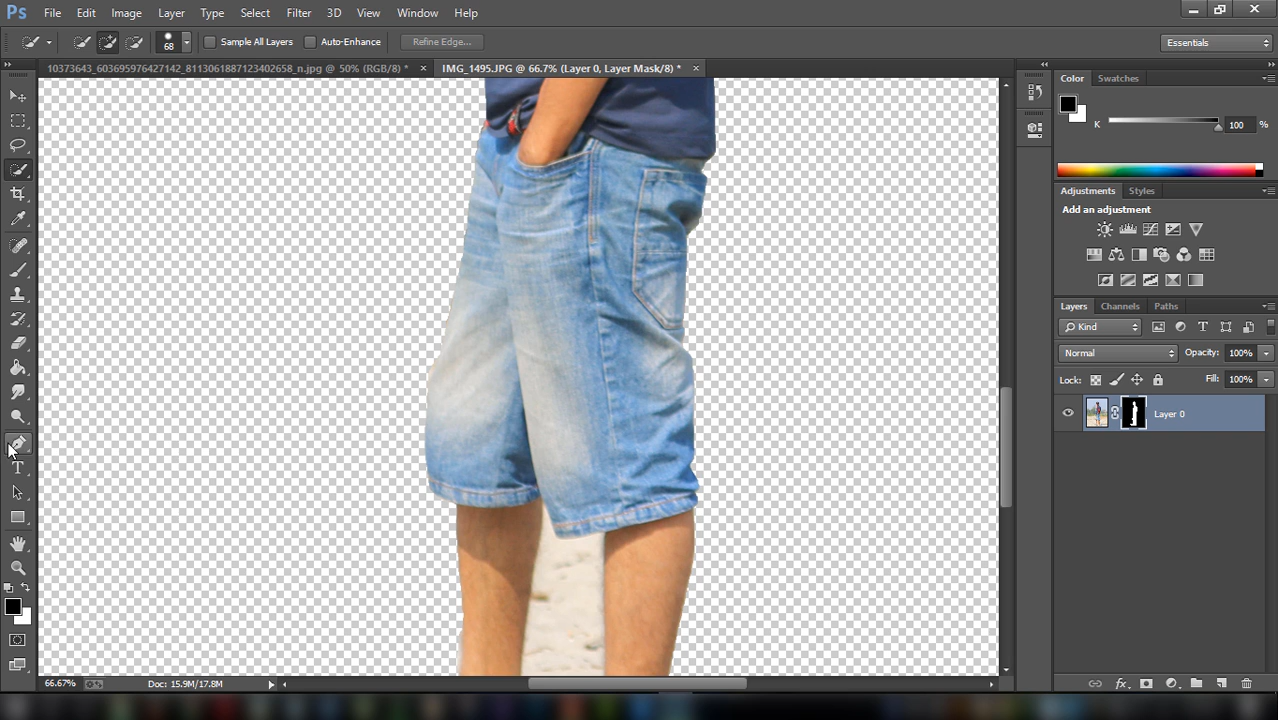 Ps File Edit Image Layer Type Select Filter 3D View Window Help
68 Sample All Layers Auto-Enhance Refine Edge... Essentials
10373643_603695976427142_8113061887123402658_n.jpg @ 50% (RGB/8) * × IMG_1495.JPG @ 66.7% (Layer 0, Layer Mask/8) * ×
Color Swatches
K 100 %
Adjustments Styles
Add an adjustment
Layers Channels Paths
Kind T
Normal Opacity: 100%
Lock: Fill: 100%
Layer 0
T
66.67% Doc: 15.9M/17.8M
fx